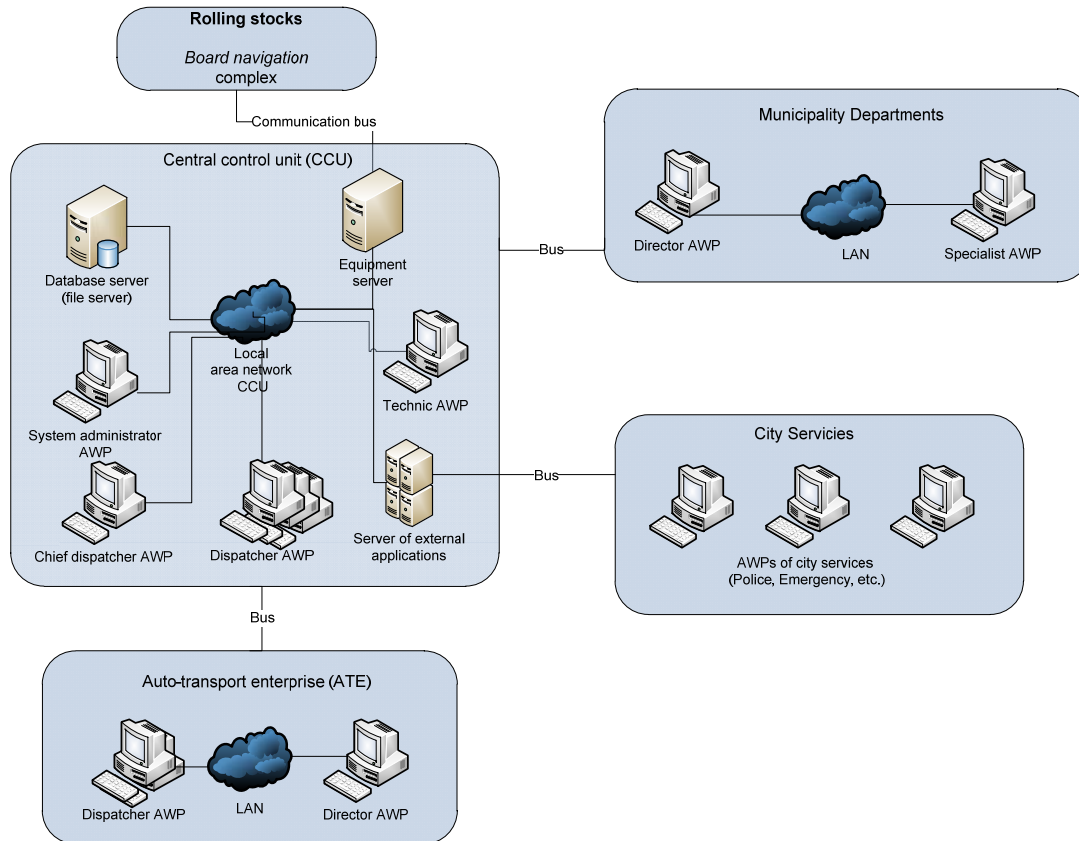 Rolling stocks
Board navigation
complex
Communication bus
Central control unit (CCU)
Database server
(file server)
Equipment
server
Local
area network
CCU
System administrator
AWP
Technic AWP
Chief dispatcher AWP
Dispatcher AWP
Server of external
applications
Bus
Municipality Departments
Director AWP
LAN
Specialist AWP
Bus
City Servicies
AWPs of city services
(Police, Emergency, etc.)
Bus
Auto-transport enterprise (ATE)
Dispatcher AWP
LAN
Director AWP